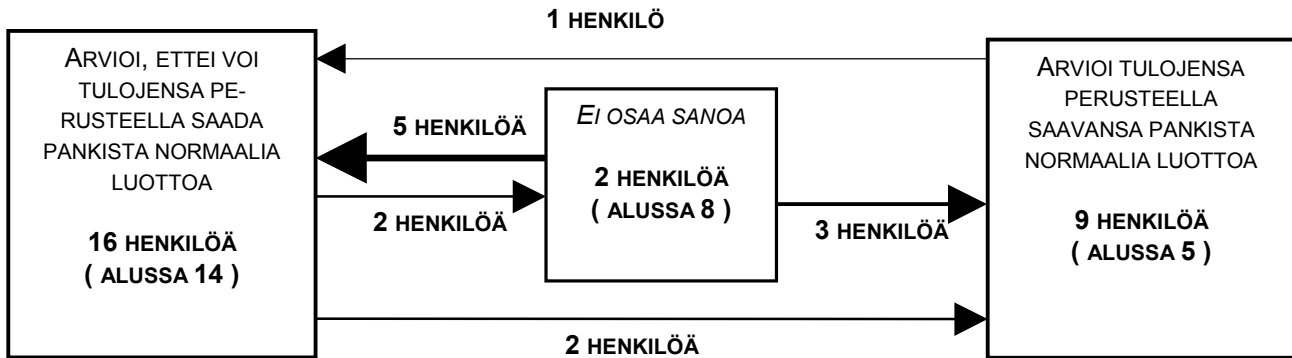 1 HENKILÖ
ARVIOI, ETTEI VOI
TULOJENSA PE-
RUSTEELLA SAADA
PANKISTA NORMAALIA
LUOTTOA
16 HENKILÖÄ
( ALUSSA 14 )
5 HENKILÖÄ
2 HENKILÖÄ
EI OSAA SANOA
2 HENKILÖÄ
( ALUSSA 8 )
3 HENKILÖÄ
ARVIOI TULOJENSA
PERUSTEELLA
SAAVANSA PANKISTA
NORMAALIA LUOTTOA
9 HENKILÖÄ
( ALUSSA 5 )
2 HENKILÖÄ